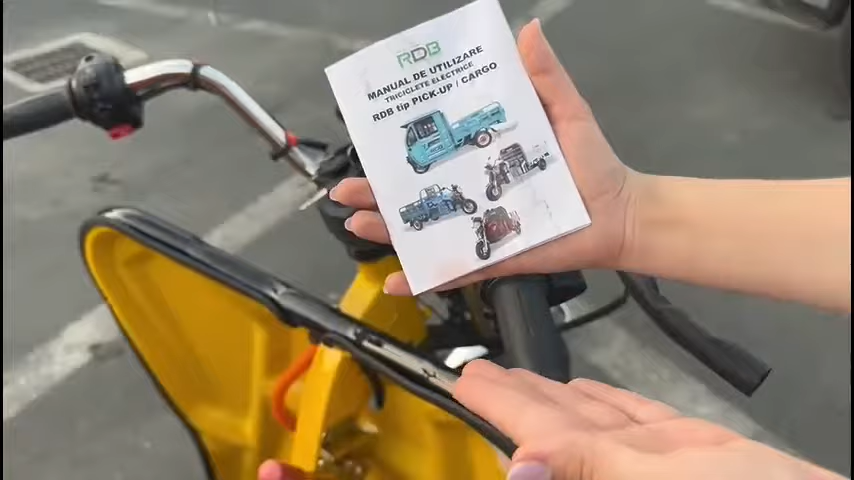 RDB
MANUAL DE UTILIZARE
TRICICLETE ELECTRICE
RDB tip PICK-UP / CARGO